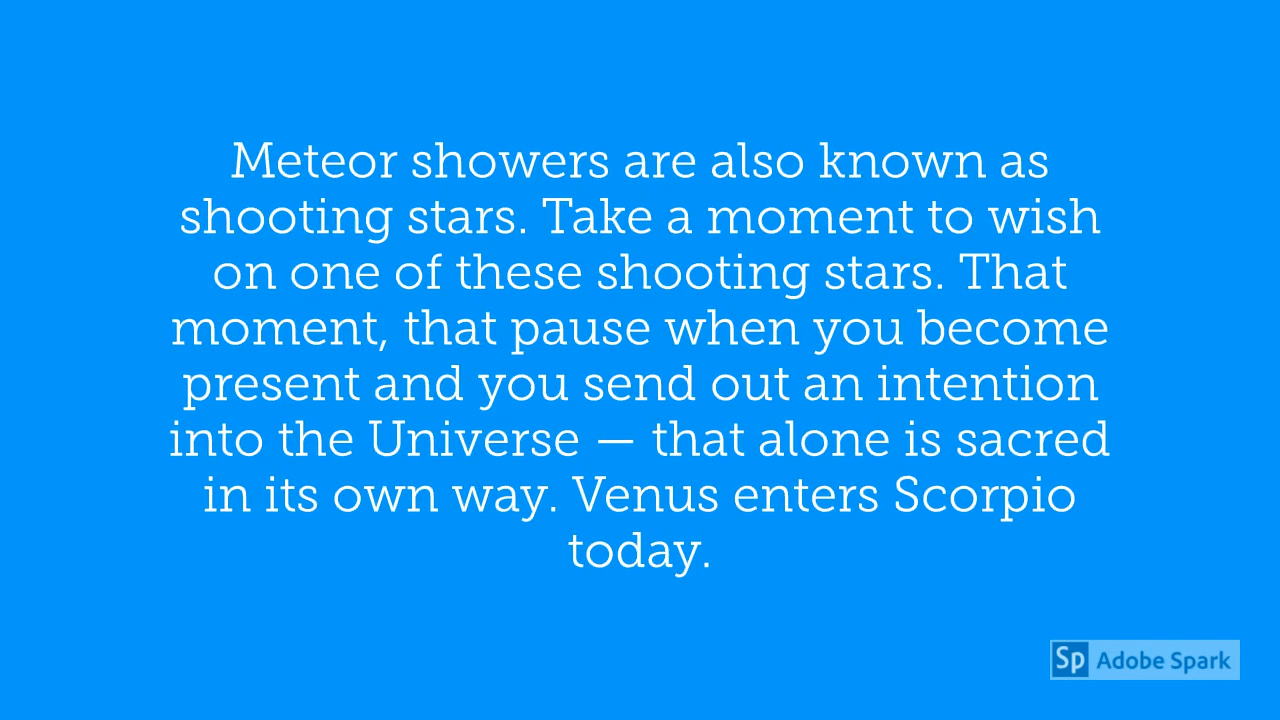 Meteor showers are also known as
shooting stars. Take a moment to wish
on one of these shooting stars. That
moment, that pause when you become
present and you send out an intention
into the Universe — that alone is sacred
in its own way. Venus enters Scorpio
today.
Sp Adobe Spark